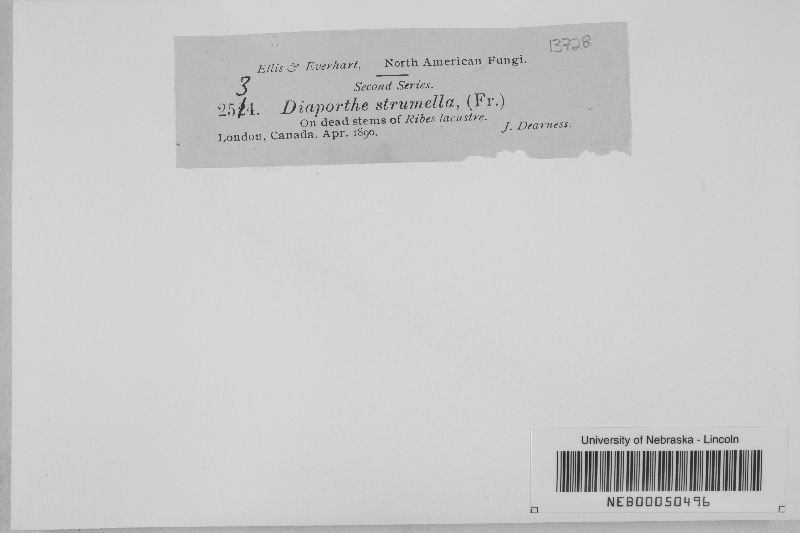 13728
Ellis & Everhart, North American Fungi.
Second Series.
3
2514. Diaporthe strumella, (Fr.)
On dead stems of Ribes lacustre.
London, Canada, Apr. 1890. J. Dearness.
University of Nebraska - Lincoln
NEB00050496